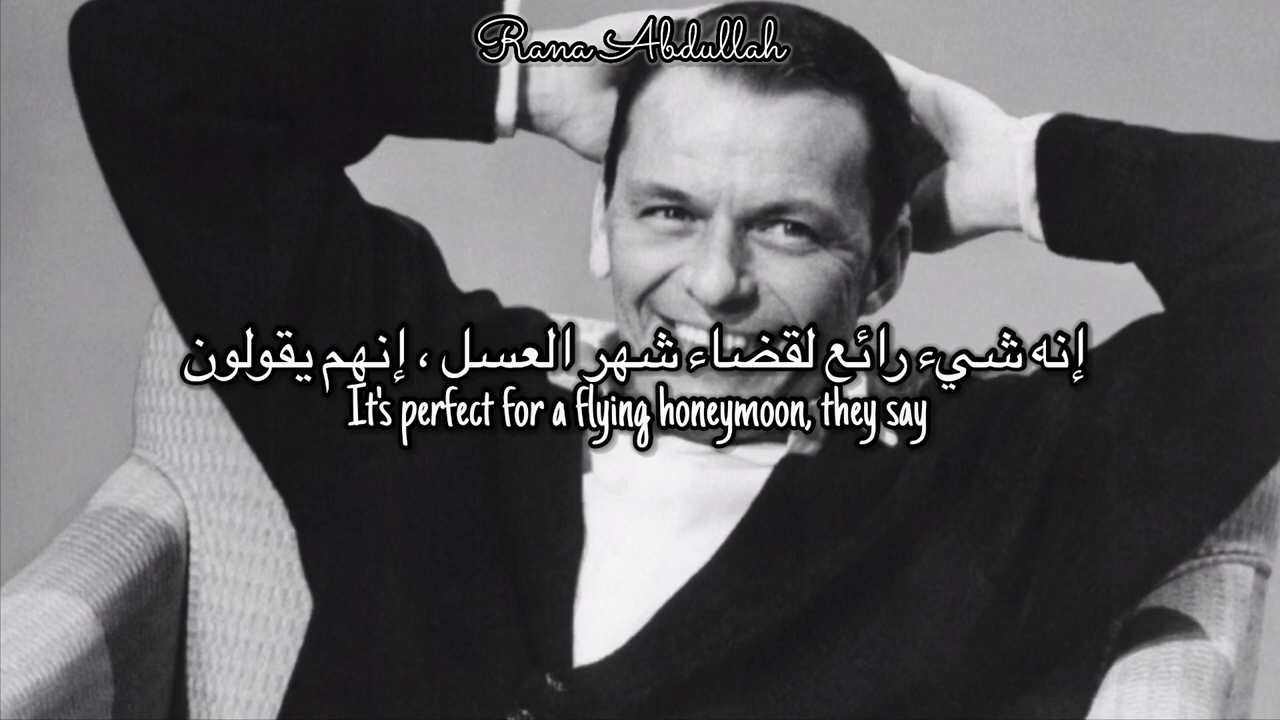 Rana Abdullah
إنه شيء رائع لقضاء شهر العسل ، إنهم يقولون
It's perfect for a flying honeymoon, they say